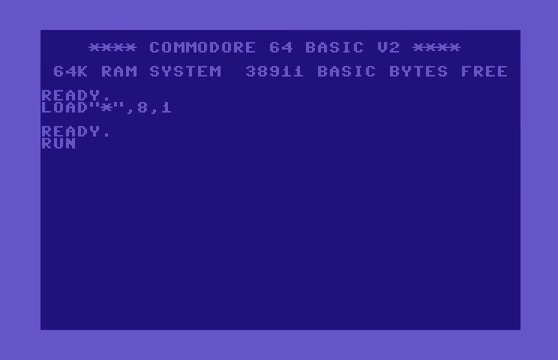 **** COMMODORE 64 BASIC V2 ****
64K RAM SYSTEM  38911 BASIC BYTES FREE
READY.
LOAD"*",8,1
READY.
RUN